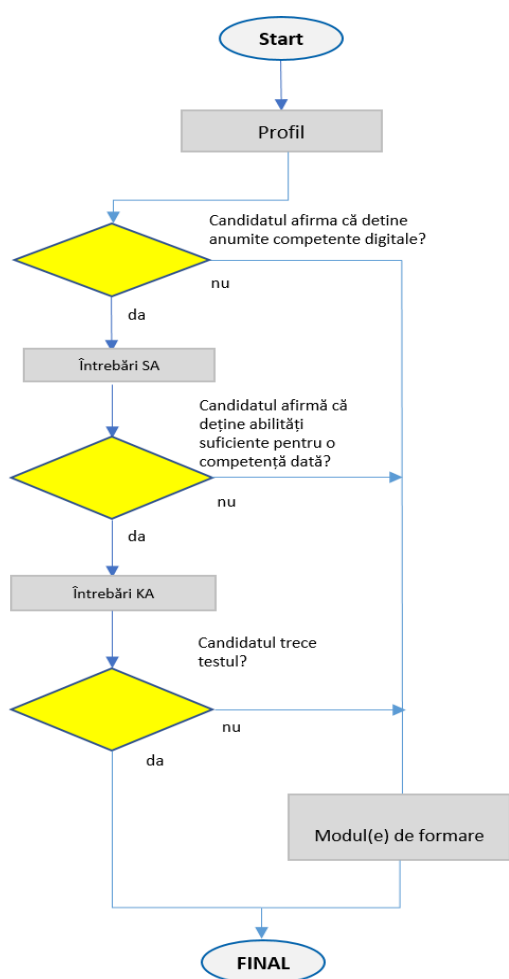 Start
Profil
Candidatul afirma că detine
anumite competente digitale?
nu
da
Întrebări SA
Candidatul afirmă că
deține abilități
suficiente pentru o
competență dată?
nu
da
Întrebări KA
Candidatul trece
testul?
nu
da
Modul(e) de formare
FINAL